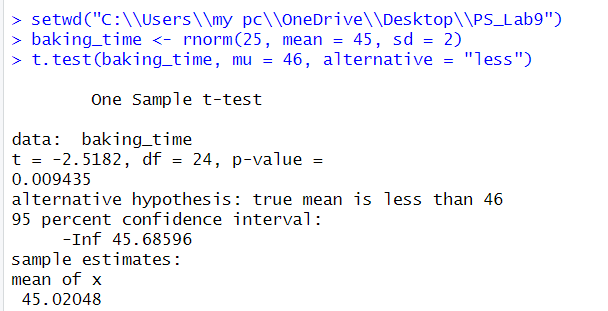 > setwd("C:\\Users\\my pc\\OneDrive\\Desktop\\PS_Lab9")
> baking_time <- rnorm(25, mean = 45, sd = 2)
> t.test(baking_time, mu = 46, alternative = "less")
One Sample t-test
data:  baking_time
t = -2.5182, df = 24, p-value =
0.009435
alternative hypothesis: true mean is less than 46
95 percent confidence interval:
-Inf 45.68596
sample estimates:
mean of x
45.02048